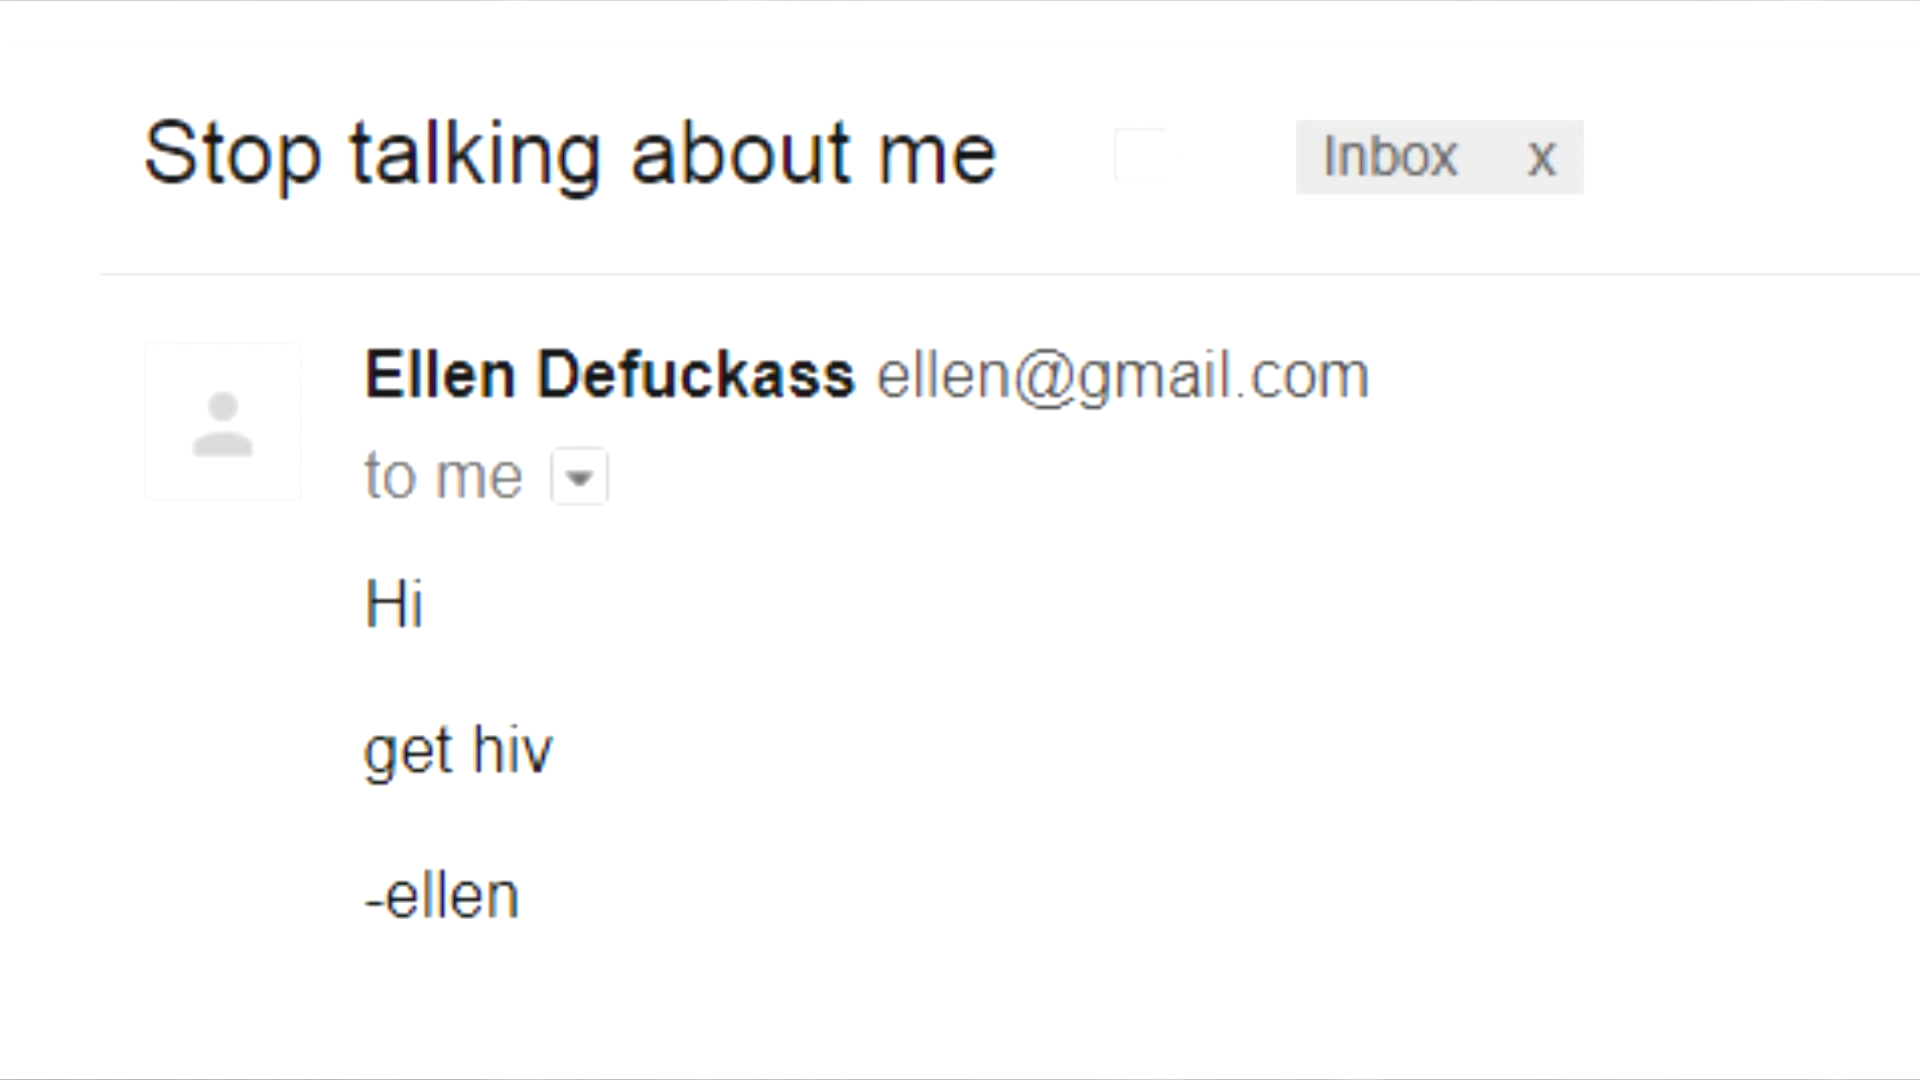 Stop talking about me Inbox x
Ellen Defuckass ellen@gmail.com
to me
Hi
get hiv
-ellen